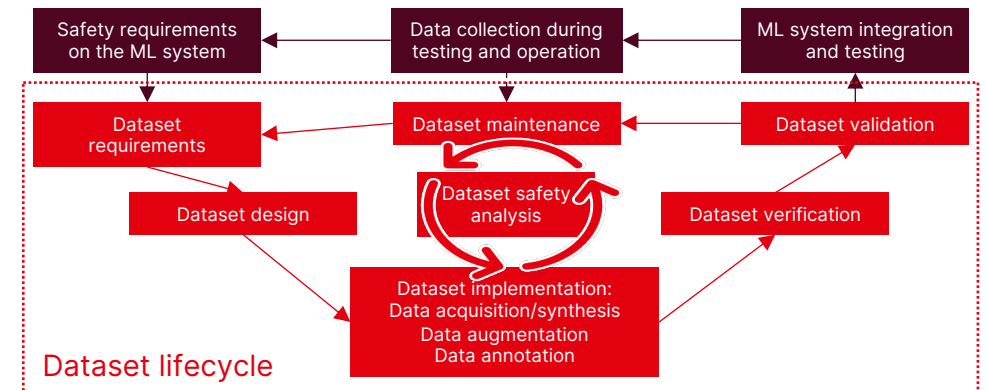 Safety requirements
on the ML system
Data collection during
testing and operation
ML system integration
and testing
Dataset
requirements
Dataset maintenance
Dataset validation
Dataset design
Dataset safety
analysis
Dataset verification
Dataset implementation:
Data acquisition/synthesis
Data augmentation
Data annotation
Dataset lifecycle